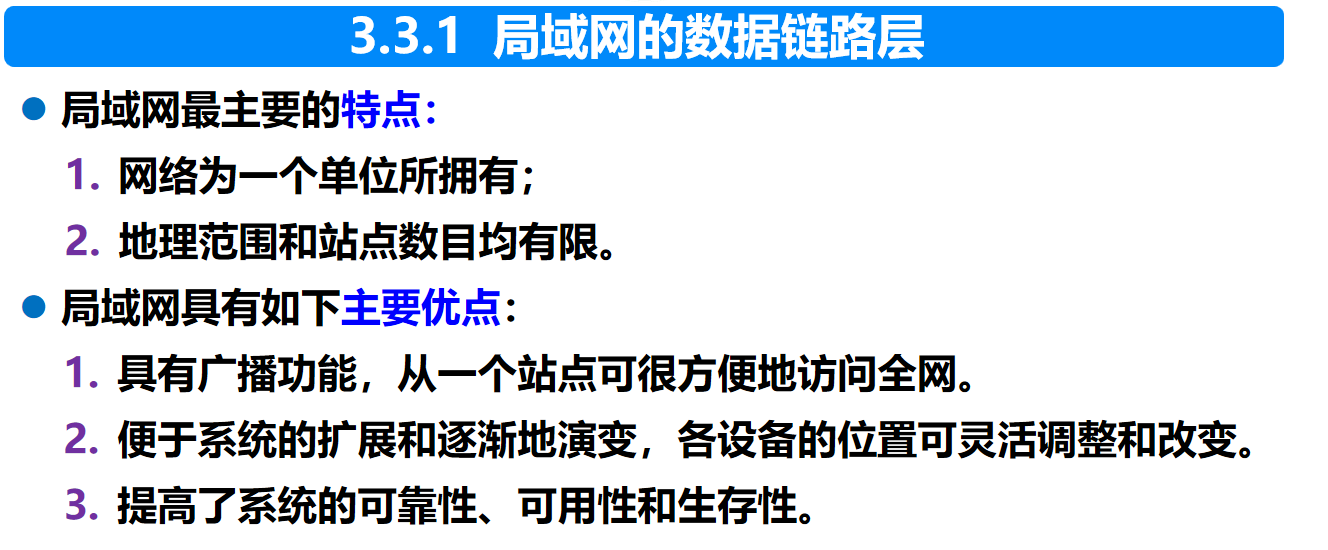 3.3.1 局域网的数据链路层
局域网最主要的特点：
1. 网络为一个单位所拥有；
2. 地理范围和站点数目均有限。
局域网具有如下主要优点：
1. 具有广播功能，从一个站点可很方便地访问全网。
2. 便于系统的扩展和逐渐地演变，各设备的位置可灵活调整和改变。
3. 提高了系统的可靠性、可用性和生存性。